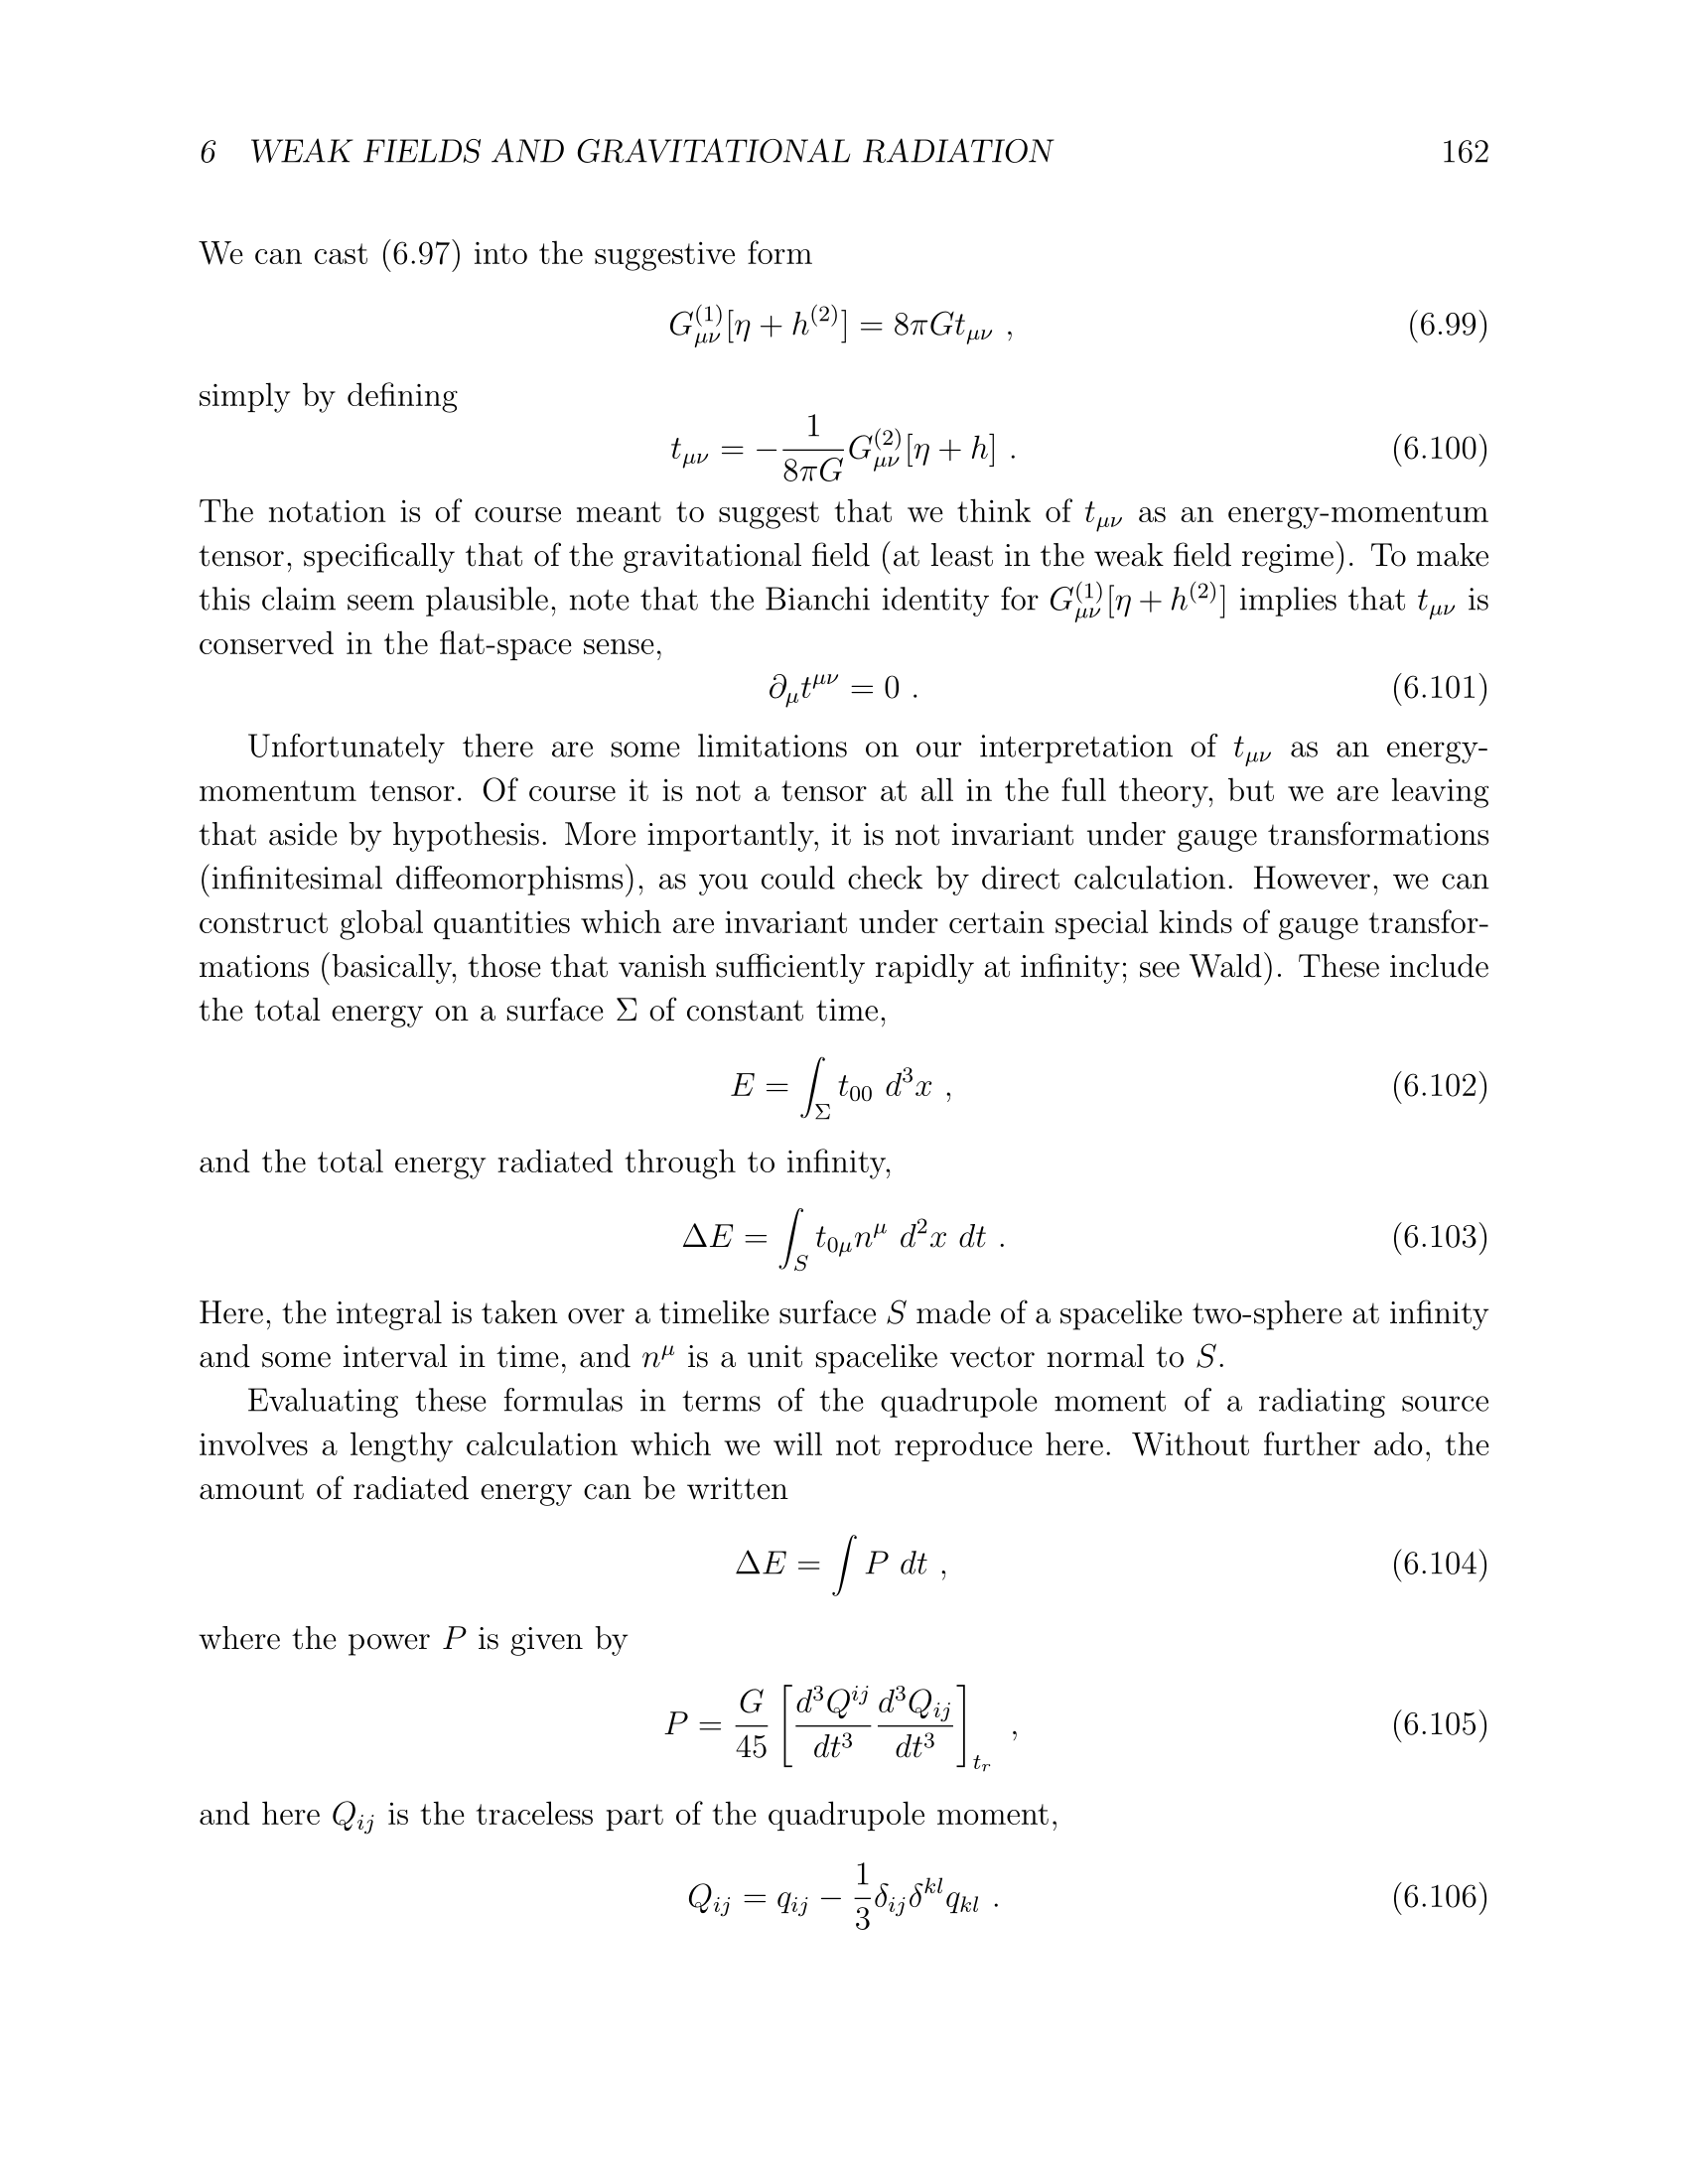 6 WEAK FIELDS AND GRAVITATIONAL RADIATION 162
We can cast (6.97) into the suggestive form
$G^{(1)}_{\mu\nu}[\eta + h^{(2)}] = 8\pi G t_{\mu\nu}$ , (6.99)
simply by defining
$t_{\mu\nu} = -\frac{1}{8\pi G} G^{(2)}_{\mu\nu}[\eta + h]$ . (6.100)
The notation is of course meant to suggest that we think of $t_{\mu\nu}$ as an energy-momentum
tensor, specifically that of the gravitational field (at least in the weak field regime). To make
this claim seem plausible, note that the Bianchi identity for $G^{(1)}_{\mu\nu}[\eta + h^{(2)}]$ implies that $t_{\mu\nu}$ is
conserved in the flat-space sense,
$\partial_\mu t^{\mu\nu} = 0$ . (6.101)
Unfortunately there are some limitations on our interpretation of $t_{\mu\nu}$ as an energy-
momentum tensor. Of course it is not a tensor at all in the full theory, but we are leaving
that aside by hypothesis. More importantly, it is not invariant under gauge transformations
(infinitesimal diffeomorphisms), as you could check by direct calculation. However, we can
construct global quantities which are invariant under certain special kinds of gauge transfor-
mations (basically, those that vanish sufficiently rapidly at infinity; see Wald). These include
the total energy on a surface $\Sigma$ of constant time,
$E = \int_\Sigma t_{00} \ d^3x$ , (6.102)
and the total energy radiated through to infinity,
$\Delta E = \int_S t_{0\mu} n^\mu \ d^2x \ dt$ . (6.103)
Here, the integral is taken over a timelike surface $S$ made of a spacelike two-sphere at infinity
and some interval in time, and $n^\mu$ is a unit spacelike vector normal to $S$.
Evaluating these formulas in terms of the quadrupole moment of a radiating source
involves a lengthy calculation which we will not reproduce here. Without further ado, the
amount of radiated energy can be written
$\Delta E = \int P \ dt$ , (6.104)
where the power $P$ is given by
$P = \frac{G}{45} \left[ \frac{d^3Q^{ij}}{dt^3} \frac{d^3Q_{ij}}{dt^3} \right]_{t_r}$ , (6.105)
and here $Q_{ij}$ is the traceless part of the quadrupole moment,
$Q_{ij} = q_{ij} - \frac{1}{3} \delta_{ij} \delta^{kl} q_{kl}$ . (6.106)